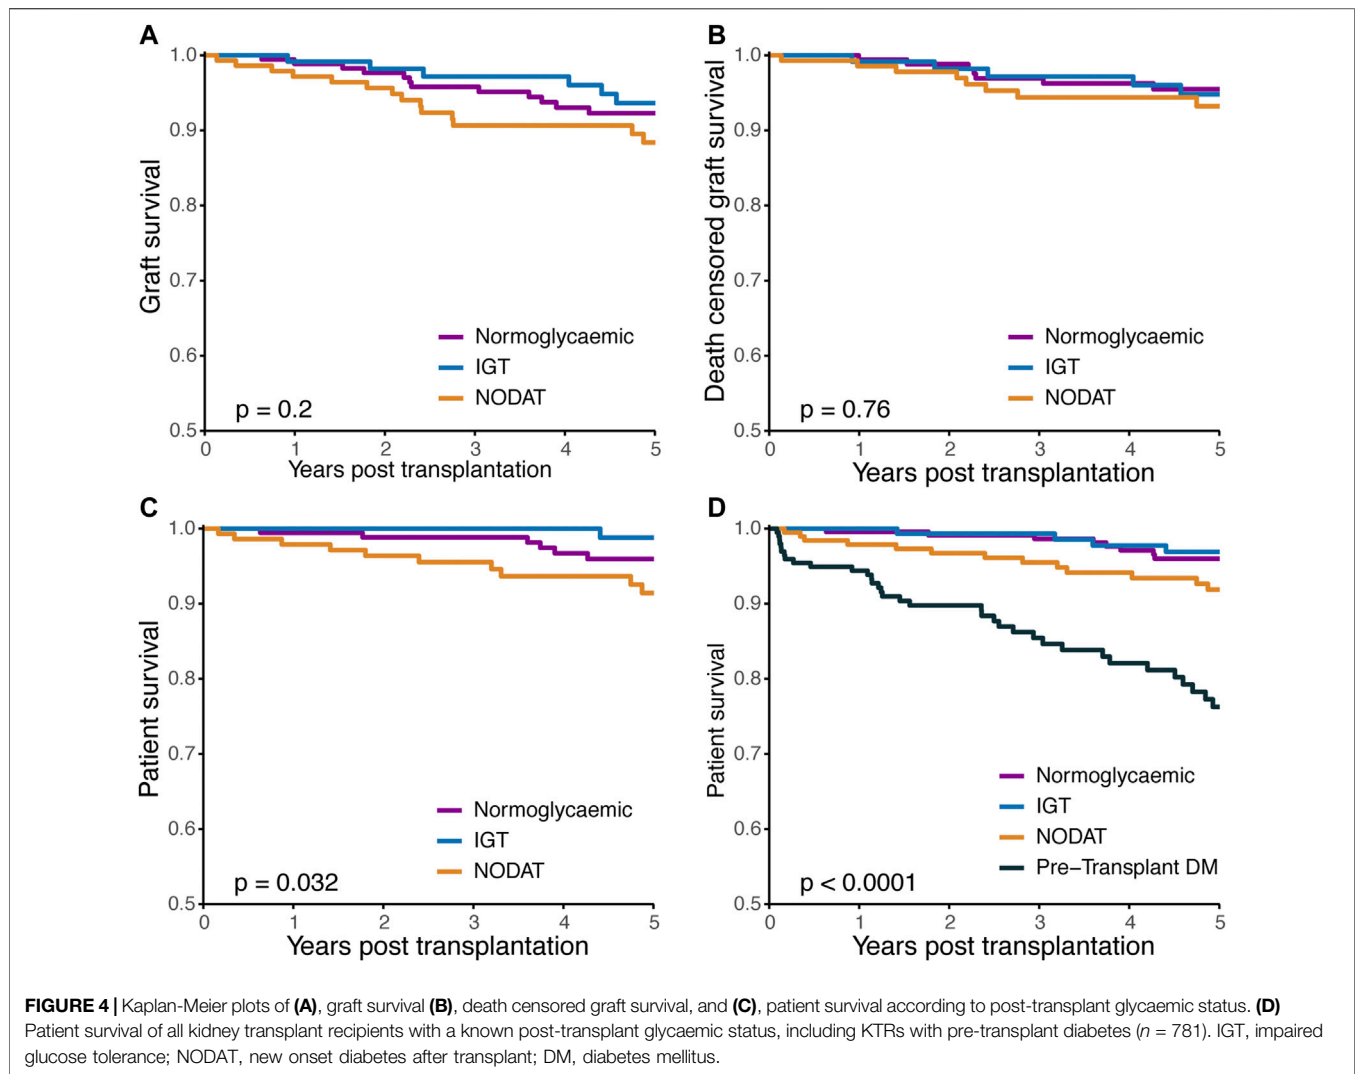 A
1.0
0.9
0.8
0.7
0.6
0.5
Graft survival
Normoglycaemic
IGT
NODAT
p = 0.2
0 1 2 3 4 5
Years post transplantation
B
1.0
0.9
0.8
0.7
0.6
0.5
Death censored graft survival
Normoglycaemic
IGT
NODAT
p = 0.76
0 1 2 3 4 5
Years post transplantation
C
1.0
0.9
0.8
0.7
0.6
0.5
Patient survival
Normoglycaemic
IGT
NODAT
p = 0.032
0 1 2 3 4 5
Years post transplantation
D
1.0
0.9
0.8
0.7
0.6
0.5
Patient survival
Normoglycaemic
IGT
NODAT
Pre−Transplant DM
p < 0.0001
0 1 2 3 4 5
Years post transplantation
FIGURE 4 | Kaplan-Meier plots of (A), graft survival (B), death censored graft survival, and (C), patient survival according to post-transplant glycaemic status. (D)
Patient survival of all kidney transplant recipients with a known post-transplant glycaemic status, including KTRs with pre-transplant diabetes (n = 781). IGT, impaired
glucose tolerance; NODAT, new onset diabetes after transplant; DM, diabetes mellitus.